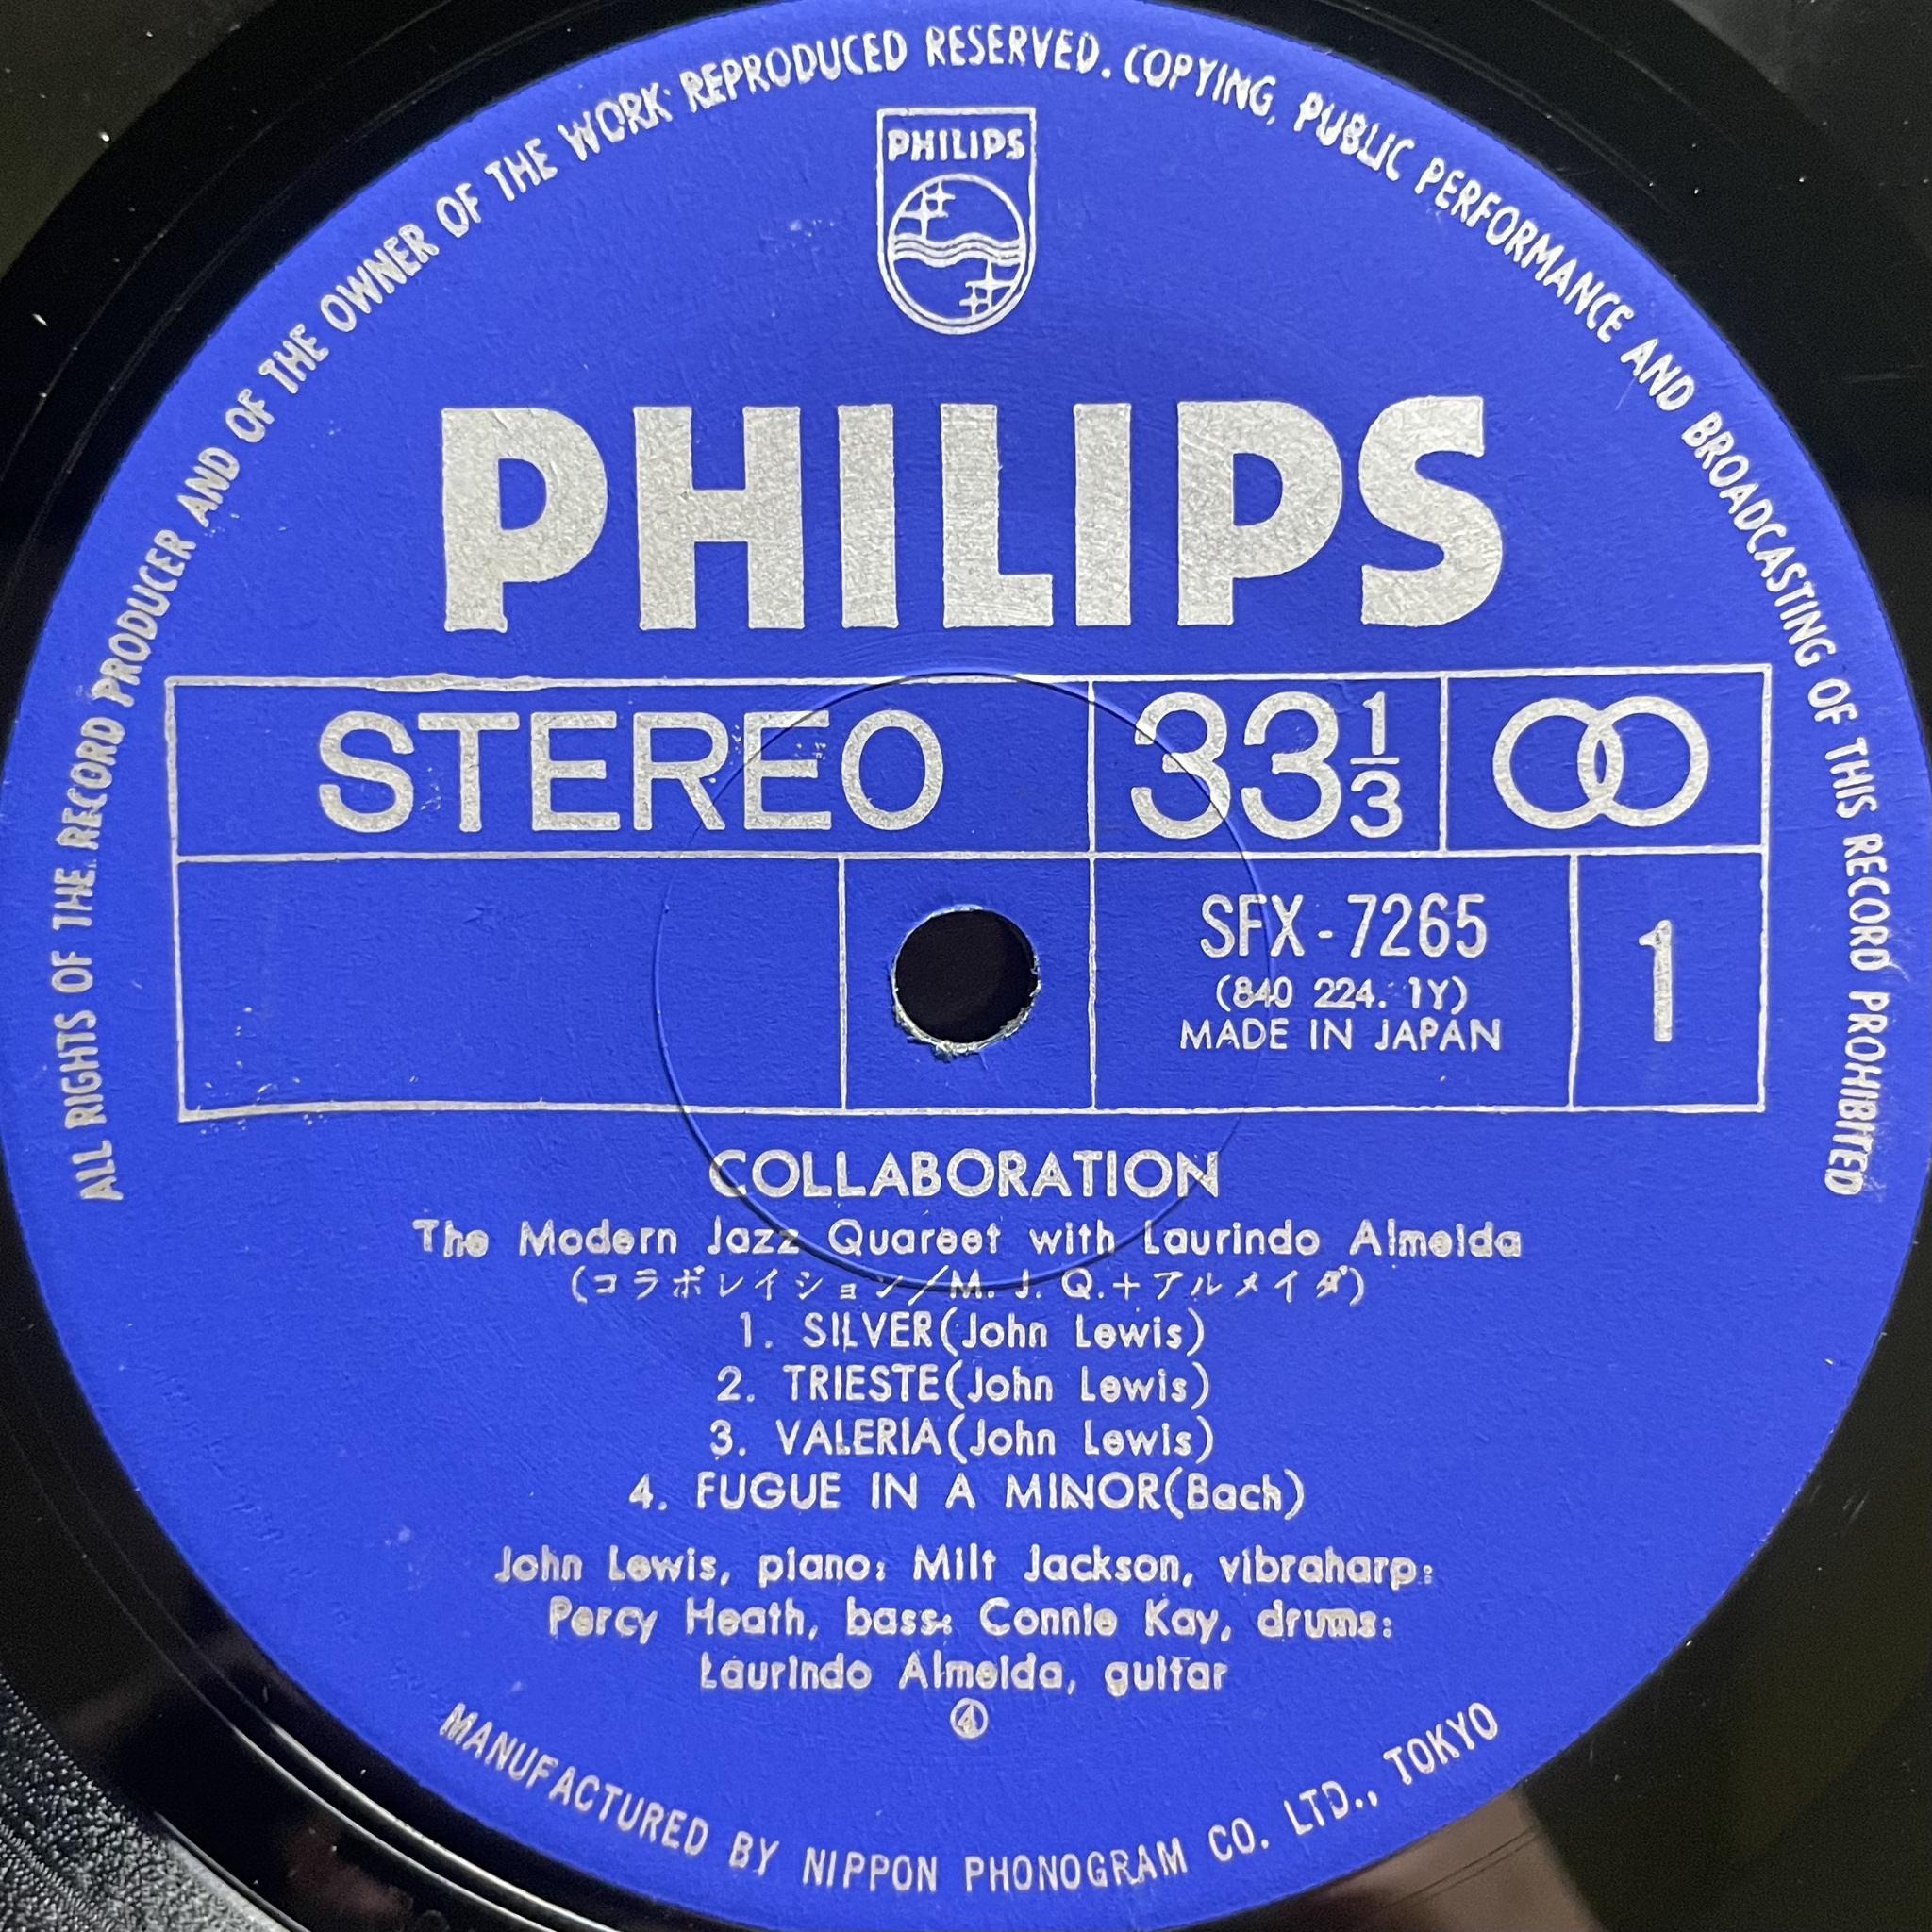 ALL RIGHTS OF THE RECORD PRODUCER AND OF THE OWNER OF THE WORK REPRODUCED RESERVED. COPYING, PUBLIC PERFORMANCE AND BROADCASTING OF THIS RECORD PROHIBITED
PHILIPS
PHILIPS
STEREO 33 1/3
SFX-7265
(840 224. 1Y)
MADE IN JAPAN
1
COLLABORATION
The Modern Jazz Quareet with Laurindo Almeida
(コラボレイション/M. J. Q.+アルメイダ)
1. SILVER(John Lewis)
2. TRIESTE(John Lewis)
3. VALERIA(John Lewis)
4. FUGUE IN A MINOR(Bach)
John Lewis, piano; Milt Jackson, vibraharp:
Percy Heath, bass: Connie Kay, drums:
Laurindo Almeida, guitar
④
MANUFACTURED BY NIPPON PHONOGRAM CO. LTD., TOKYO